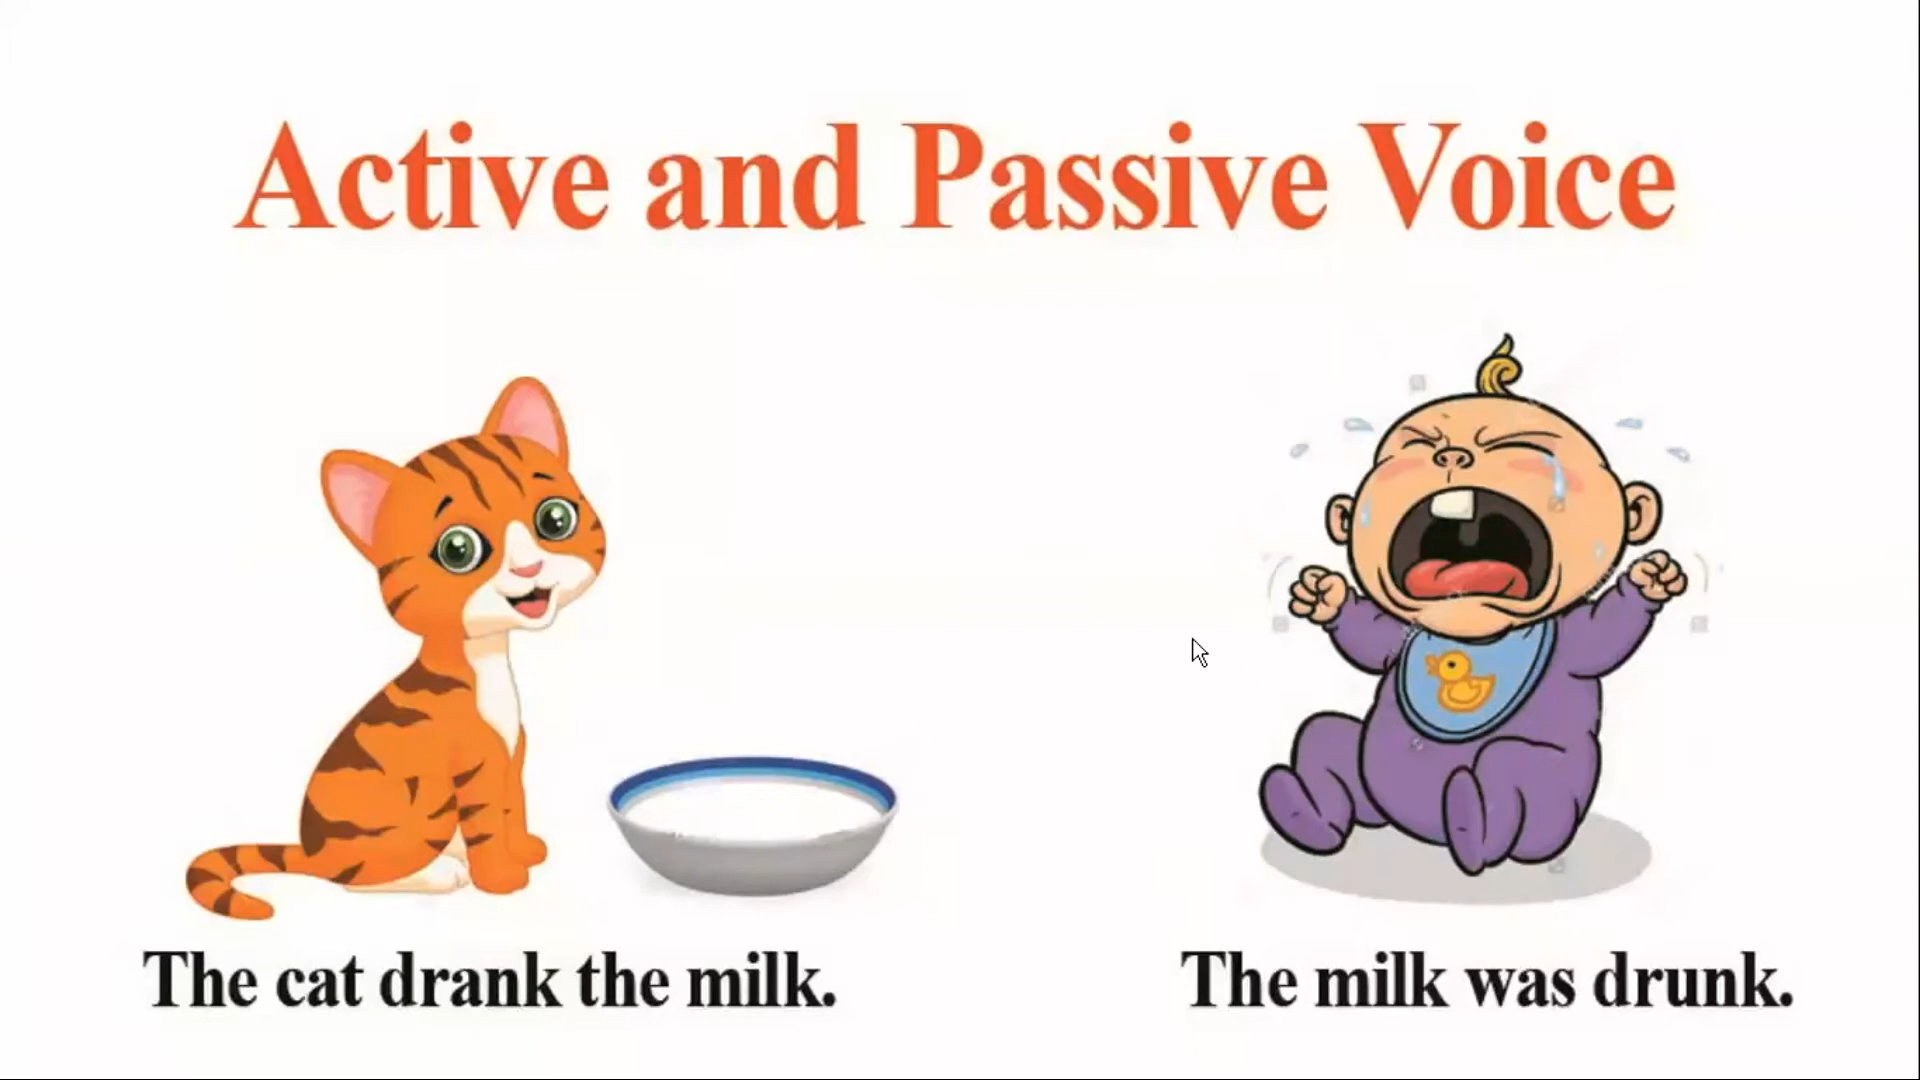 Active and Passive Voice
The cat drank the milk.
The milk was drunk.